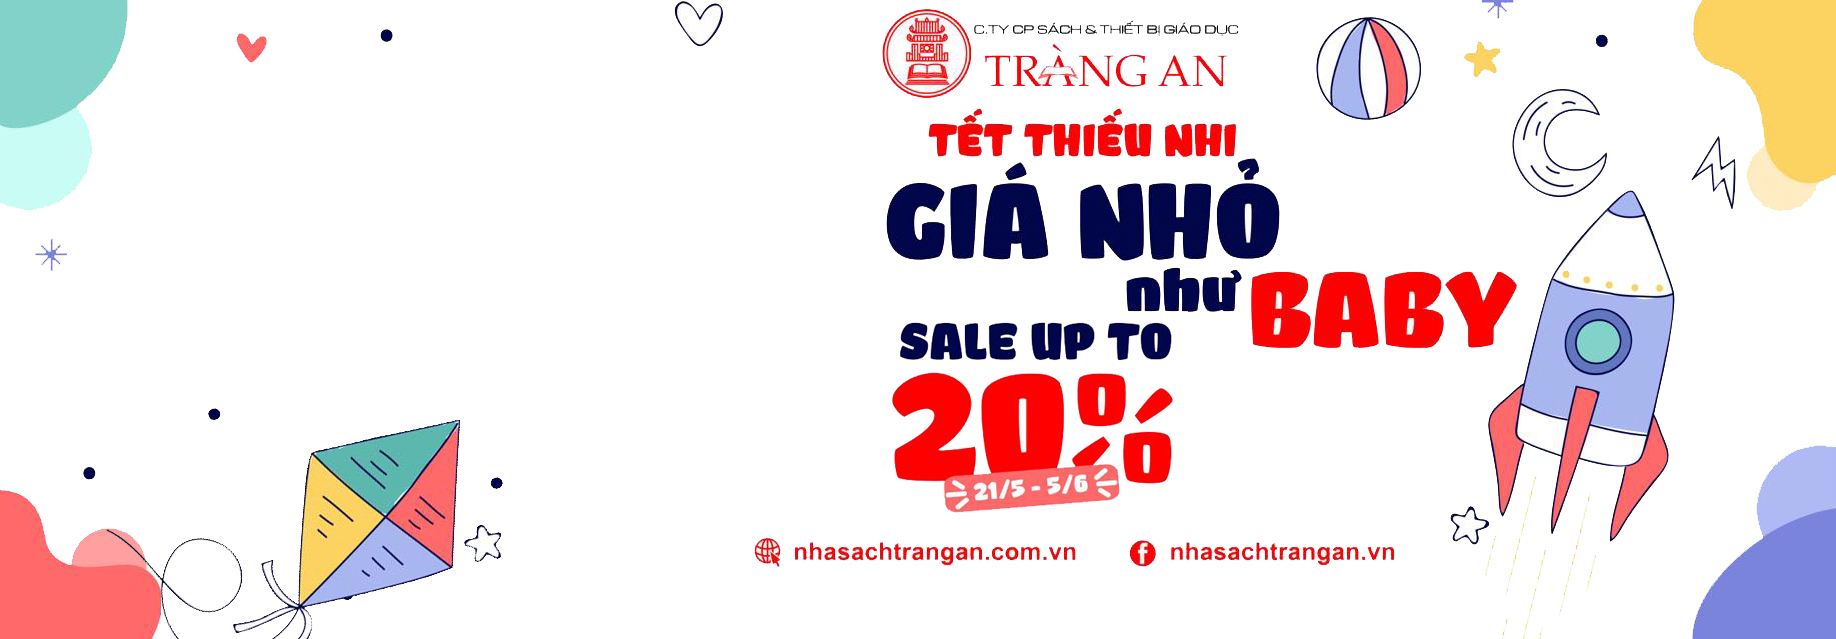 C.TY CP SÁCH & THIẾT BỊ GIÁO DỤC
TRÀNG AN
TẾT THIẾU NHI
GIÁ NHỎ
như BABY
SALE UP TO
20%
21/5 - 5/6
nhasachtrangan.com.vn
nhasachtrangan.vn